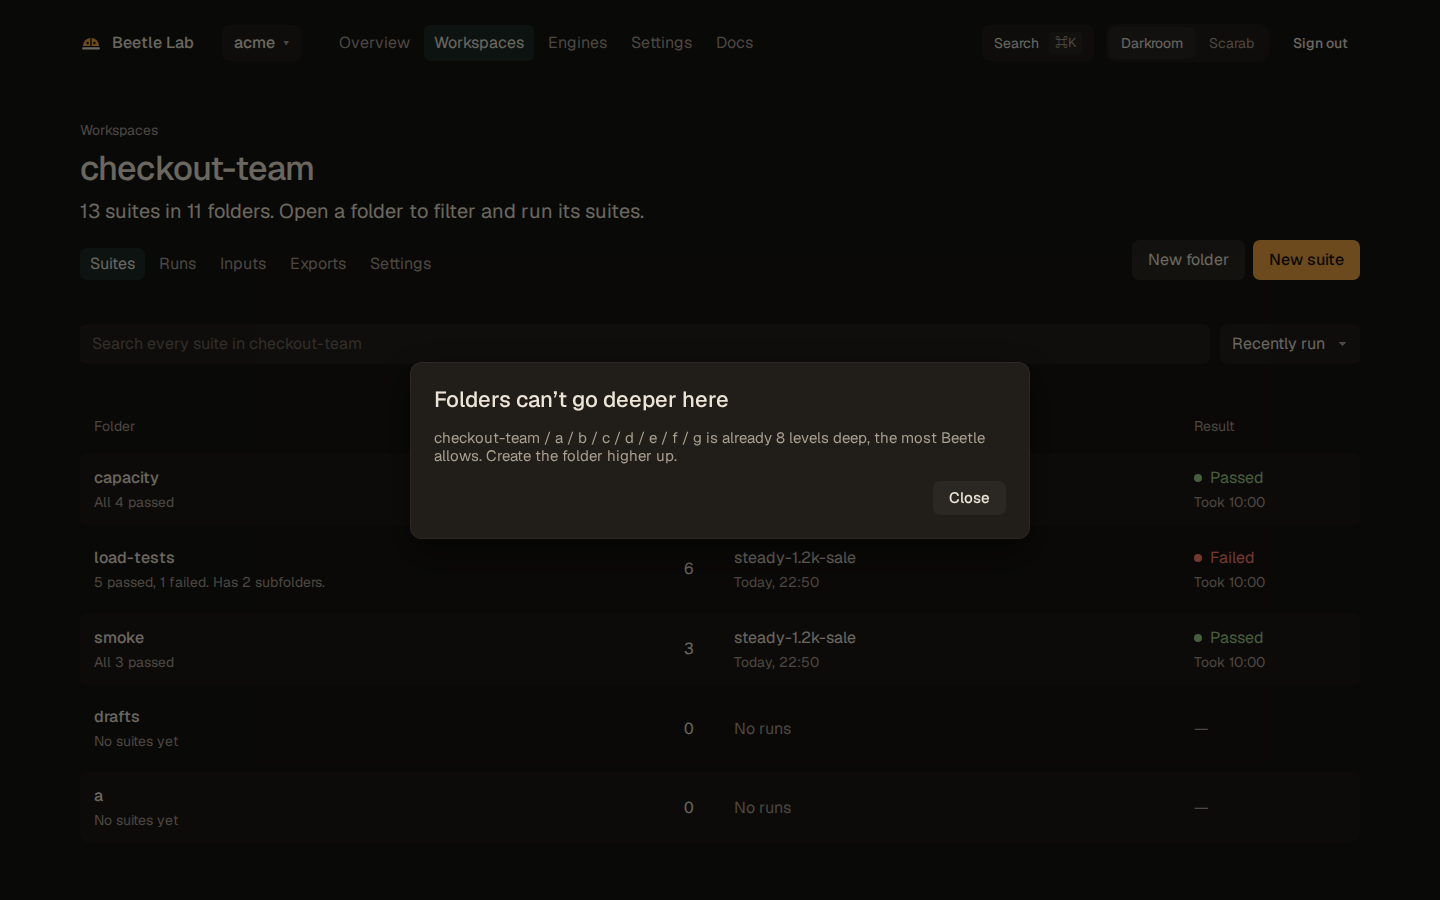 Beetle Lab
acme
Overview
Workspaces
Engines
Settings
Docs
Search ⌘K
Darkroom
Scarab
Sign out
Workspaces
checkout-team
13 suites in 11 folders. Open a folder to filter and run its suites.
Suites
Runs
Inputs
Exports
Settings
New folder
New suite
Search every suite in checkout-team
Recently run
Folders can’t go deeper here
checkout-team / a / b / c / d / e / f / g is already 8 levels deep, the most Beetle
allows. Create the folder higher up.
Close
Folder
Result
capacity
All 4 passed
Passed
Took 10:00
load-tests
5 passed, 1 failed. Has 2 subfolders.
6
steady-1.2k-sale
Today, 22:50
Failed
Took 10:00
smoke
All 3 passed
3
steady-1.2k-sale
Today, 22:50
Passed
Took 10:00
drafts
No suites yet
0
No runs
—
a
No suites yet
0
No runs
—